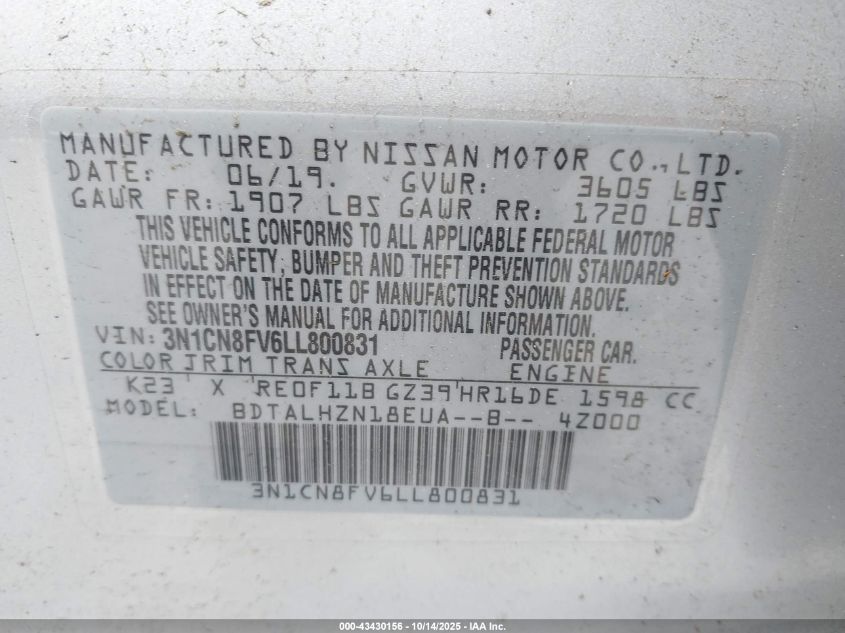 MANUFACTURED BY NISSAN MOTOR CO., LTD.
DATE: 06/19. GVWR: 3605 LBS
GAWR FR: 1907 LBS GAWR RR: 1720 LBS
THIS VEHICLE CONFORMS TO ALL APPLICABLE FEDERAL MOTOR
VEHICLE SAFETY, BUMPER AND THEFT PREVENTION STANDARDS
IN EFFECT ON THE DATE OF MANUFACTURE SHOWN ABOVE.
SEE OWNER'S MANUAL FOR ADDITIONAL INFORMATION.
VIN: 3N1CN8FV6LL800831 PASSENGER CAR.
COLOR TRIM TRANS AXLE ENGINE
K23 X RE0F11B GZ39 HR16DE 1598 CC
MODEL: BDTALHZN18EUA--B-- 4Z000
3N1CN8FV6LL800831
000-43430156 - 10/14/2025 - IAA Inc.